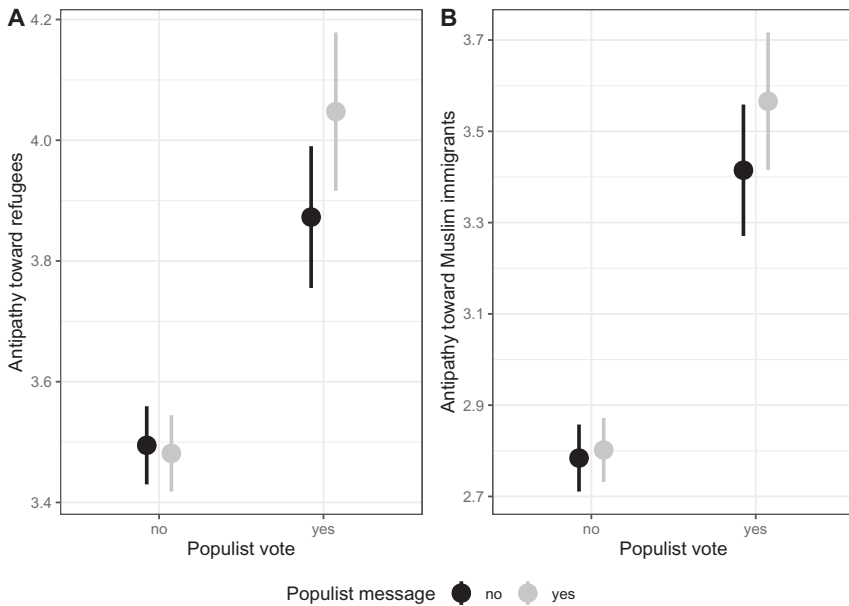 A
Antipathy toward refugees
4.2
4.0
3.8
3.6
3.4
no
yes
Populist vote
B
Antipathy toward Muslim immigrants
3.7
3.5
3.3
3.1
2.9
2.7
no
yes
Populist vote
Populist message no yes